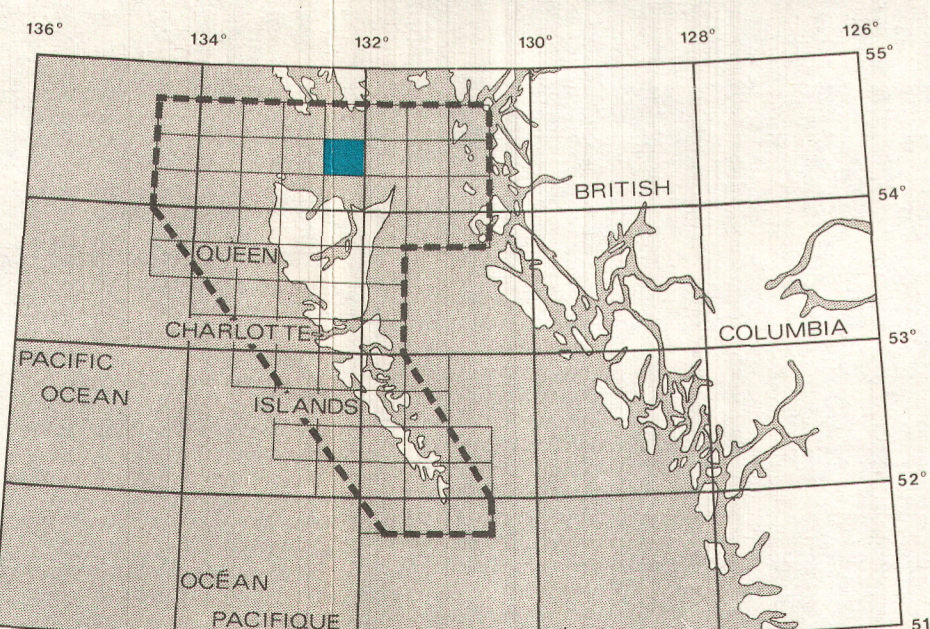 136° 134° 132° 130° 128° 126°
55°
BRITISH
54°
QUEEN
CHARLOTTE
COLUMBIA
53°
PACIFIC
OCEAN
ISLANDS
52°
OCÉAN
PACIFIQUE
51